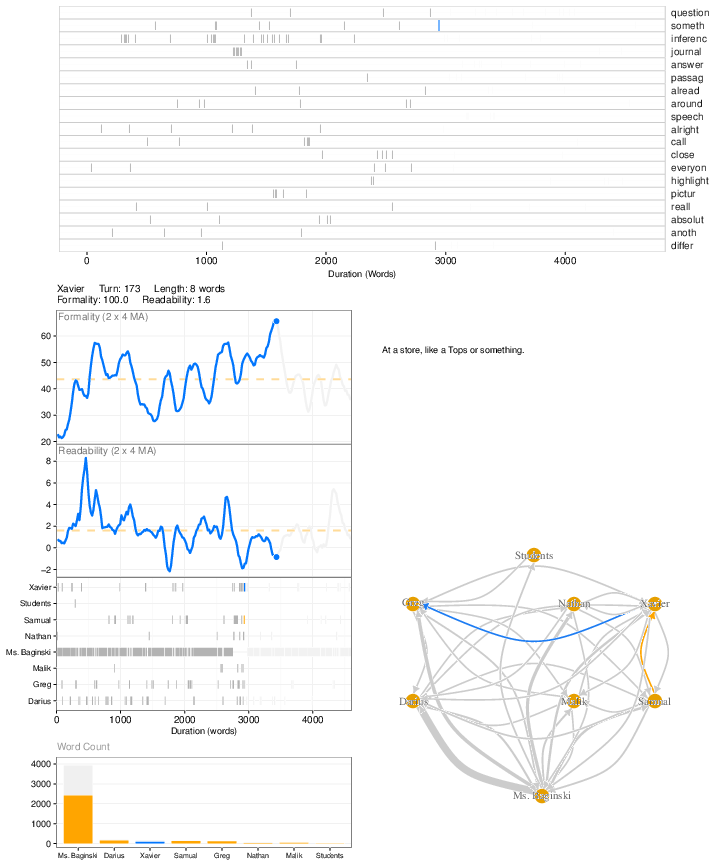 question
someth
inferenc
journal
answer
passag
alread
around
speech
alright
call
close
everyon
highlight
pictur
reall
absolut
anoth
differ
0 1000 2000 3000 4000
Duration (Words)
Xavier Turn: 173 Length: 8 words
Formality: 100.0 Readability: 1.6
Formality (2 x 4 MA)
60
50
40
30
20
At a store, like a Tops or something.
Readability (2 x 4 MA)
8
6
4
2
0
−2
Xavier
Students
Samual
Nathan
Ms. Baginski
Malik
Greg
Darius
0 1000 2000 3000 4000
Duration (words)
Students
Greg Nathan Xavier
Darius Malik Samual
Ms. Baginski
Word Count
4000
3000
2000
1000
0
Ms. Baginski Darius Xavier Samual Greg Nathan Malik Students